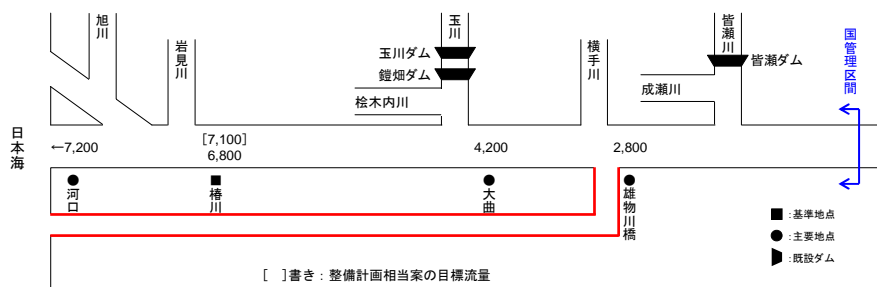 旭川
岩見川
玉川
玉川ダム
鎧畑ダム
桧木内川
横手川
皆瀬川
皆瀬ダム
成瀬川
国管理区間
日本海
←7,200
[7,100]
6,800
4,200
2,800
河口
椿川
大曲
雄物川橋
■:基準地点
●:主要地点
:既設ダム
[ ]書き:整備計画相当案の目標流量